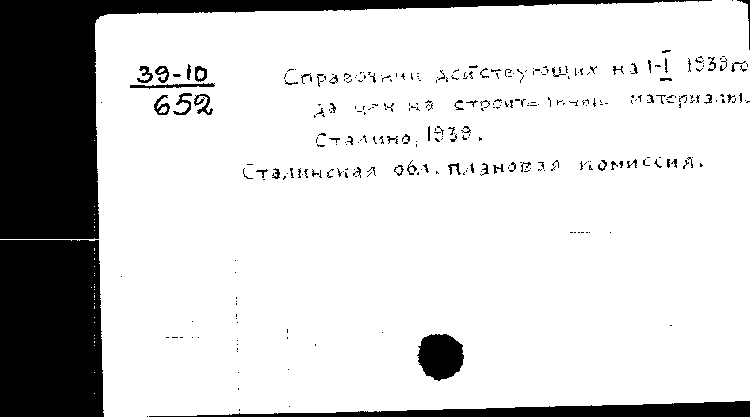 39-10
652
Справочник действующих на 1-I 1939 го
да цен на строительные материалы.
Сталино, 1939.
Сталинская обл. плановая комиссия.